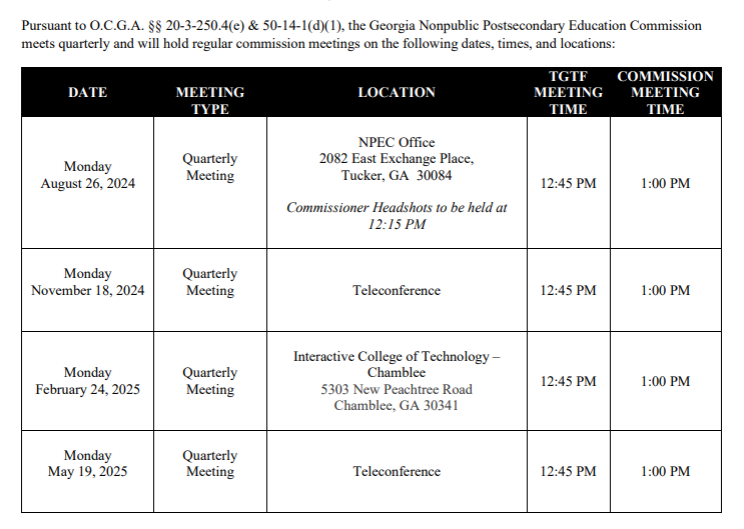 Pursuant to O.C.G.A. §§ 20-3-250.4(e) & 50-14-1(d)(1), the Georgia Nonpublic Postsecondary Education Commission
meets quarterly and will hold regular commission meetings on the following dates, times, and locations:
DATE
MEETING
TYPE
LOCATION
TGTF
MEETING
TIME
COMMISSION
MEETING
TIME
Monday
August 26, 2024
Quarterly
Meeting
NPEC Office
2082 East Exchange Place,
Tucker, GA 30084
Commissioner Headshots to be held at
12:15 PM
12:45 PM
1:00 PM
Monday
November 18, 2024
Quarterly
Meeting
Teleconference
12:45 PM
1:00 PM
Monday
February 24, 2025
Quarterly
Meeting
Interactive College of Technology –
Chamblee
5303 New Peachtree Road
Chamblee, GA 30341
12:45 PM
1:00 PM
Monday
May 19, 2025
Quarterly
Meeting
Teleconference
12:45 PM
1:00 PM